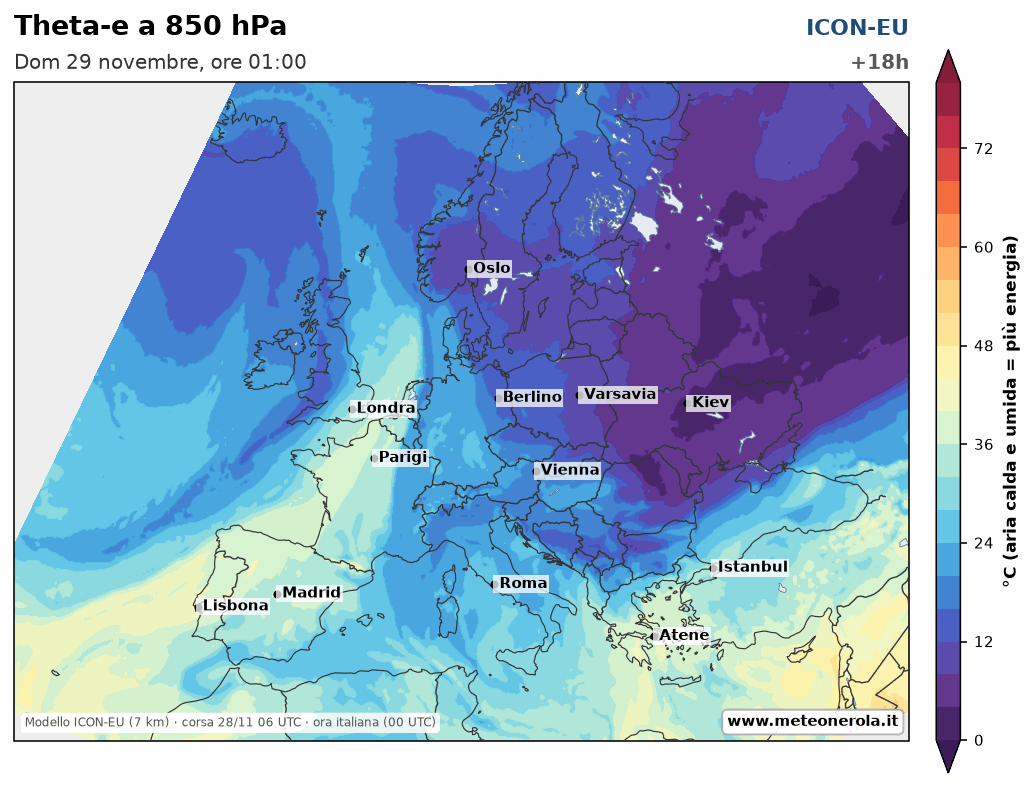 Theta-e a 850 hPa
ICON-EU
Dom 29 novembre, ore 01:00
+18h
Oslo
Berlino
Varsavia
Kiev
Londra
Parigi
Vienna
Istanbul
Roma
Madrid
Lisbona
Atene
72
60
48
36
24
12
0
°C (aria calda e umida = più energia)
Modello ICON-EU (7 km) · corsa 28/11 06 UTC · ora italiana (00 UTC)
www.meteonerola.it